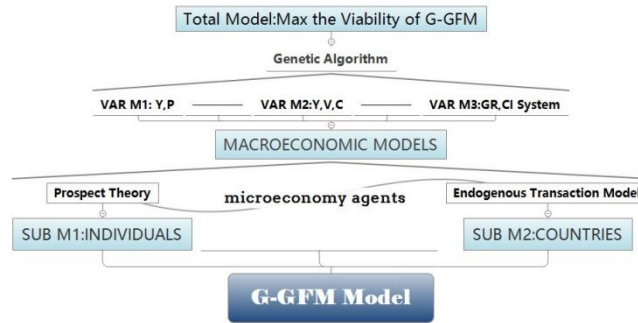 Total Model:Max the Viability of G-GFM
Genetic Algorithm
VAR M1: Y,P VAR M2:Y,V,C VAR M3:GR,CI System
MACROECONOMIC MODELS
Prospect Theory microeconomy agents Endogenous Transaction Model
SUB M1:INDIVIDUALS SUB M2:COUNTRIES
G-GFM Model